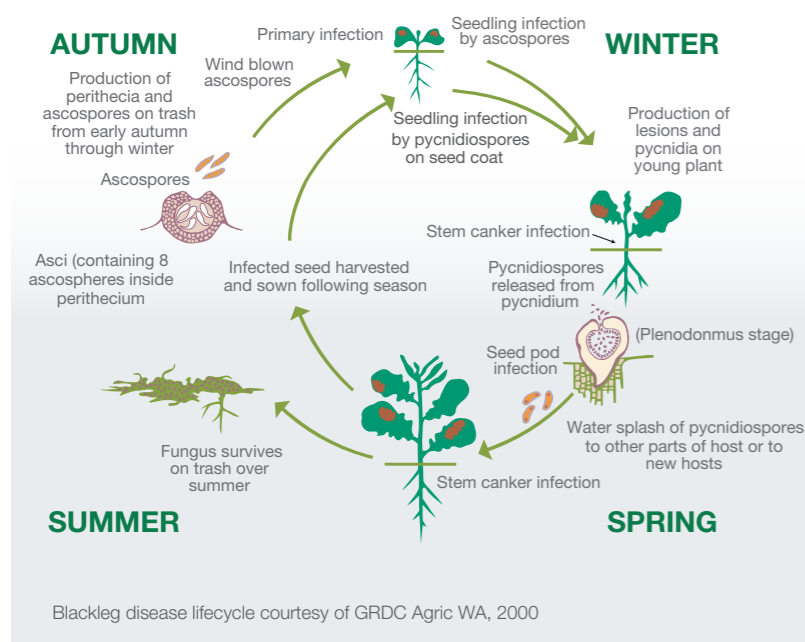 AUTUMN
Production of
perithecia and
ascospores on trash
from early autumn
through winter
Ascospores
Asci (containing 8
ascospheres inside
perithecium
Wind blown
ascospores
Primary infection
Seedling infection
by ascospores
Seedling infection
by pycnidiospores
on seed coat
WINTER
Production of
lesions and
pycnidia on
young plant
Stem canker infection
Pycnidiospores
released from
pycnidium
(Plenodonmus stage)
Seed pod
infection
Water splash of pycnidiospores
to other parts of host or to
new hosts
SPRING
Stem canker infection
Infected seed harvested
and sown following season
Fungus survives
on trash over
summer
SUMMER
Blackleg disease lifecycle courtesy of GRDC Agric WA, 2000